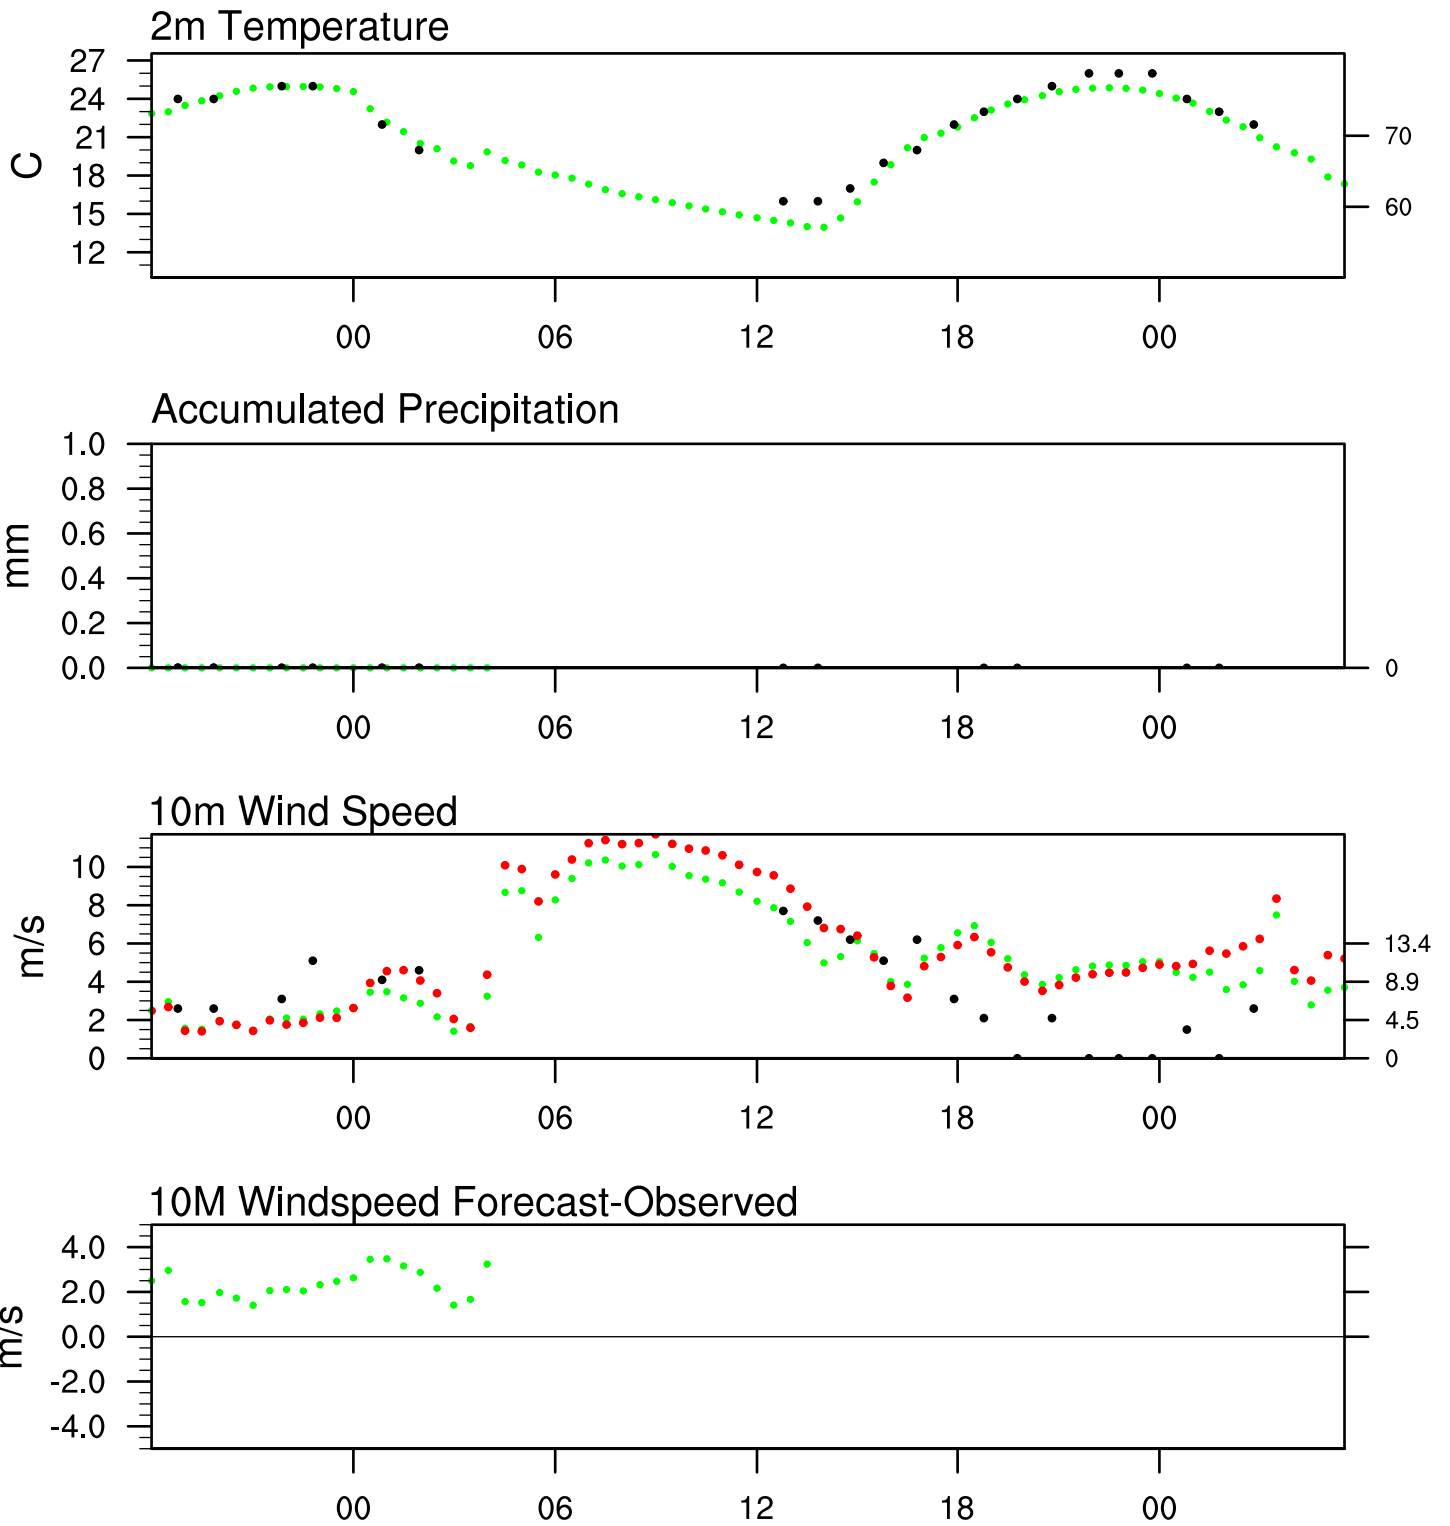 2m Temperature
27
24
21
18
15
12
C
70
60
00 06 12 18 00
Accumulated Precipitation
1.0
0.8
0.6
0.4
0.2
0.0
mm
0
00 06 12 18 00
10m Wind Speed
10
8
6
4
2
0
m/s
13.4
8.9
4.5
0
00 06 12 18 00
10M Windspeed Forecast-Observed
4.0
2.0
0.0
-2.0
-4.0
m/s
00 06 12 18 00